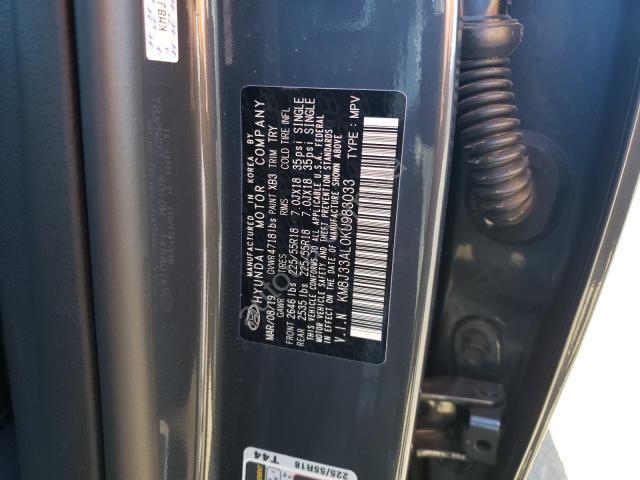 MANUFACTURED IN KOREA BY
HYUNDAI MOTOR COMPANY
MAR/08/19 GVWR 4718lbs PAINT XB3 TRIM TRY
GAWR TIRES RIMS COLD TIRE INFL
FRONT 2646 lbs 225/55R18 7.0JX18 35psi SINGLE
REAR 2535 lbs 225/55R18 7.0JX18 35psi SINGLE
THIS VEHICLE CONFORMS TO ALL APPLICABLE U.S.A. FEDERAL
MOTOR VEHICLE SAFETY, BUMPER, AND THEFT PREVENTION STANDARDS
IN EFFECT ON THE DATE OF MANUFACTURE SHOWN ABOVE
V.I.N KM8J33AL0KU983033 TYPE : MPV
KM8J
T44
225/55R18